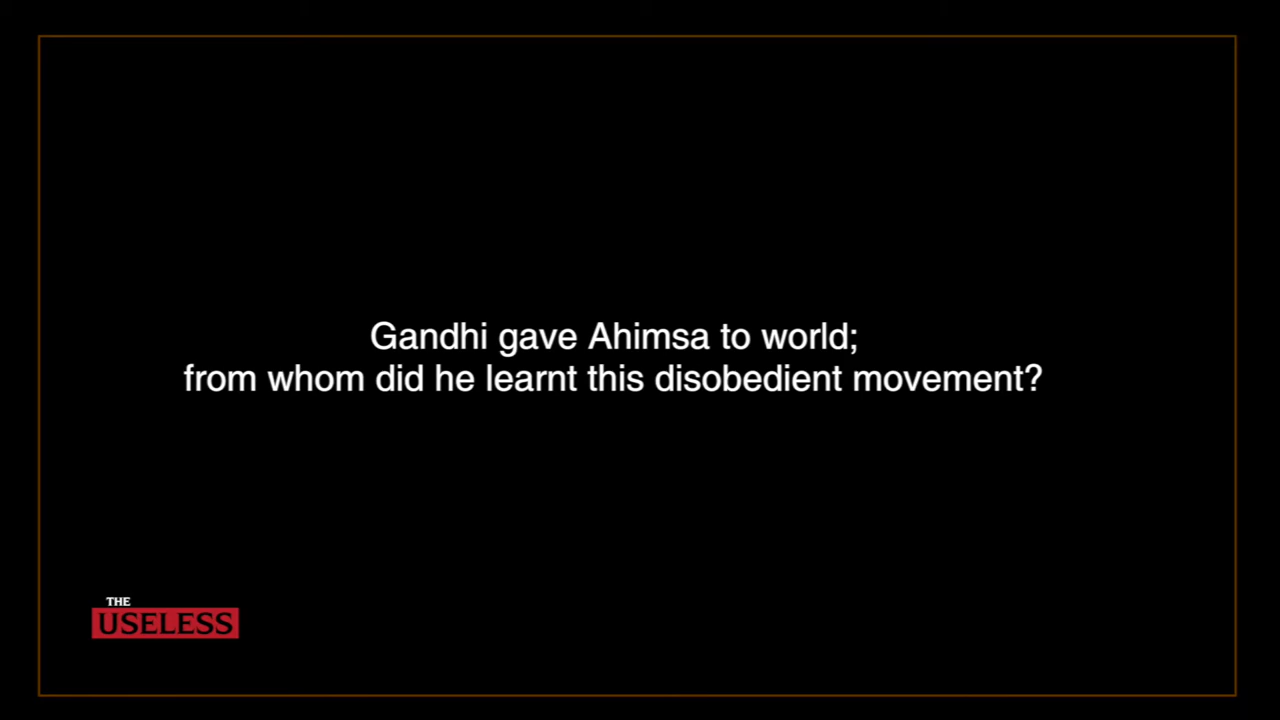 Gandhi gave Ahimsa to world;
from whom did he learnt this disobedient movement?
THE
USELESS